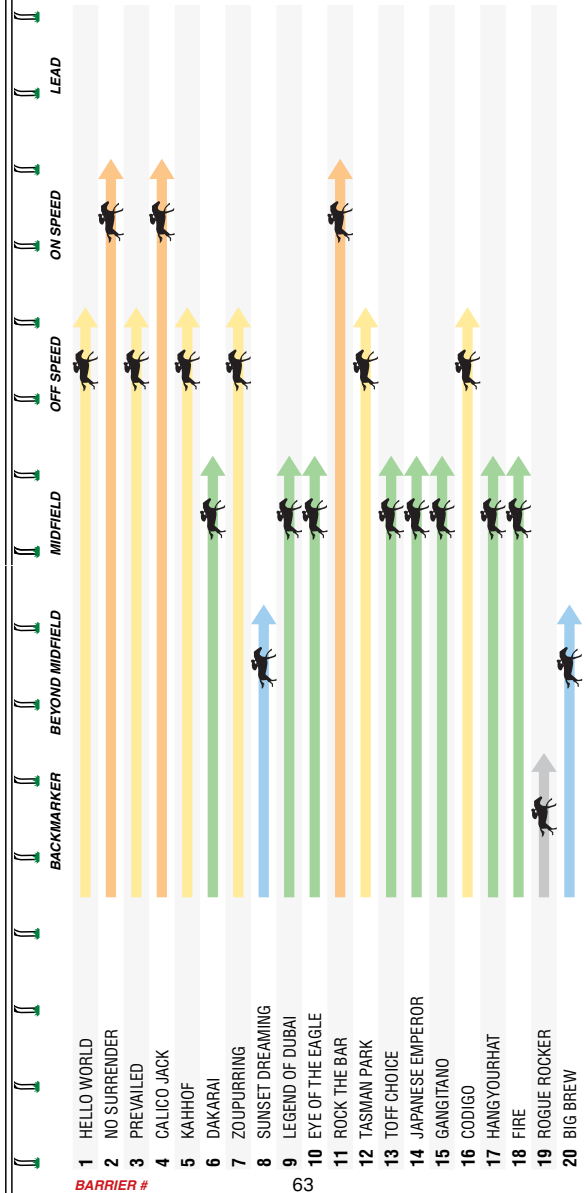 LEAD
ON SPEED
OFF SPEED
MIDFIELD
BEYOND MIDFIELD
BACKMARKER
1 HELLO WORLD
2 NO SURRENDER
3 PREVAILED
4 CALICO JACK
5 KAHHOF
6 DAKARAI
7 ZOUPURRING
8 SUNSET DREAMING
9 LEGEND OF DUBAI
10 EYE OF THE EAGLE
11 ROCK THE BAR
12 TASMAN PARK
13 TOFF CHOICE
14 JAPANESE EMPEROR
15 GANGITANO
16 CODIGO
17 HANGYOURHAT
18 FIRE
19 ROGUE ROCKER
20 BIG BREW
BARRIER #
63